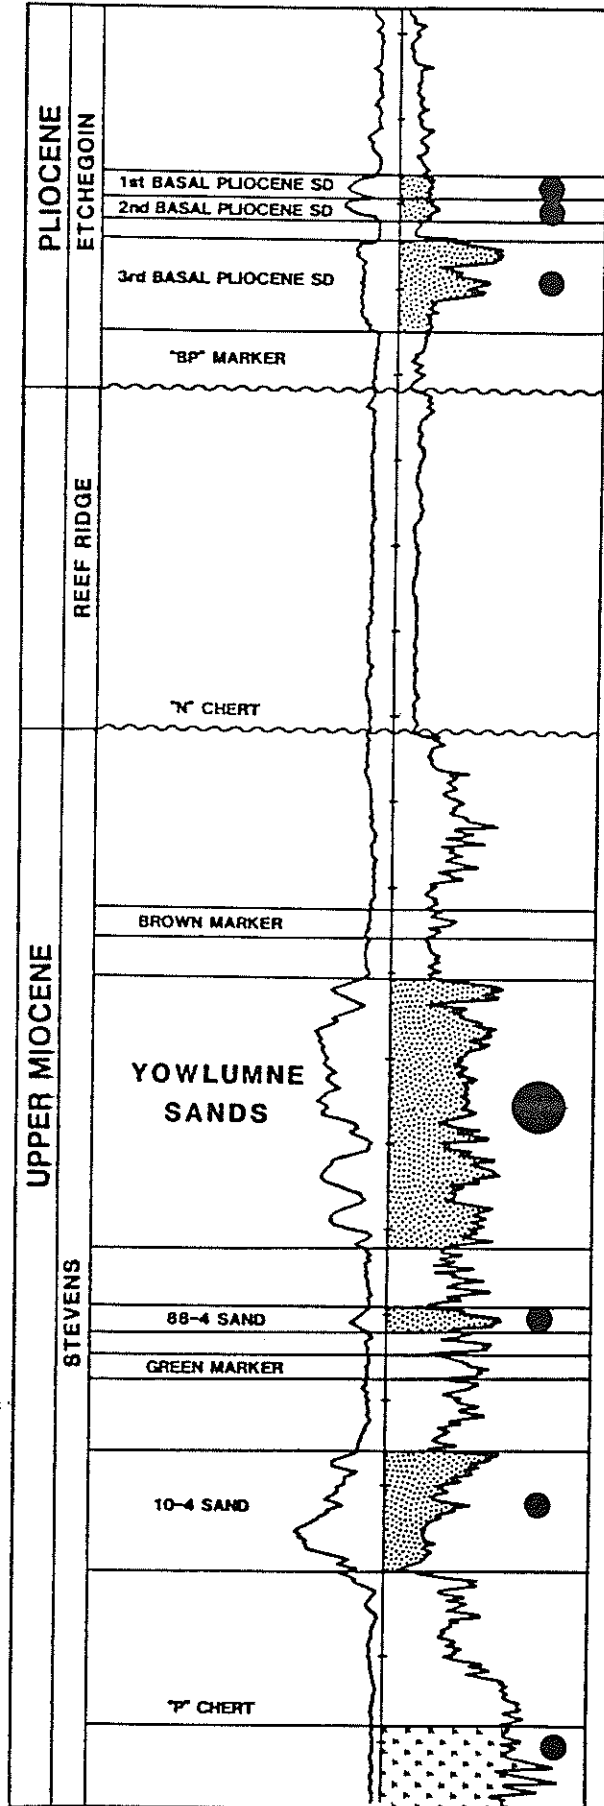 PLIOCENE
ETCHEGOIN
1st BASAL PLIOCENE SD
2nd BASAL PLIOCENE SD
3rd BASAL PLIOCENE SD
"BP" MARKER
REEF RIDGE
"N" CHERT
UPPER MIOCENE
STEVENS
BROWN MARKER
YOWLUMNE
SANDS
88-4 SAND
GREEN MARKER
10-4 SAND
"P" CHERT